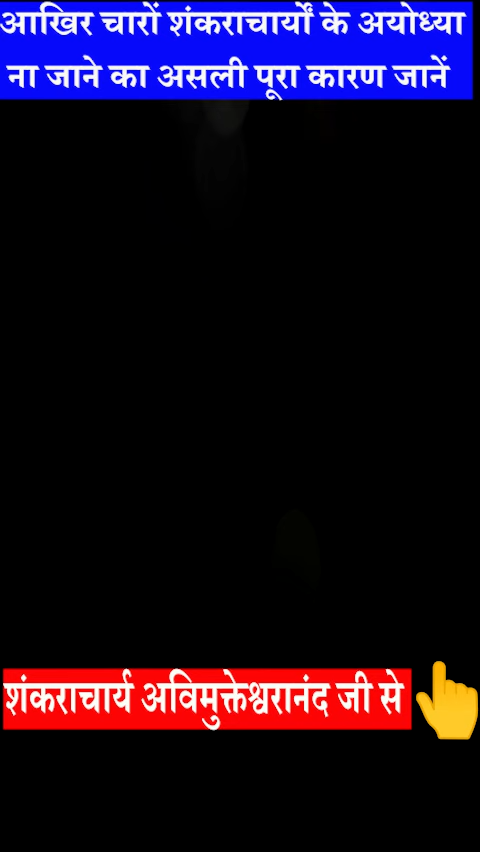 आखिर चारों शंकराचार्यों के अयोध्या
ना जाने का असली पूरा कारण जानें
शंकराचार्य अविमुक्तेश्वरानंद जी से